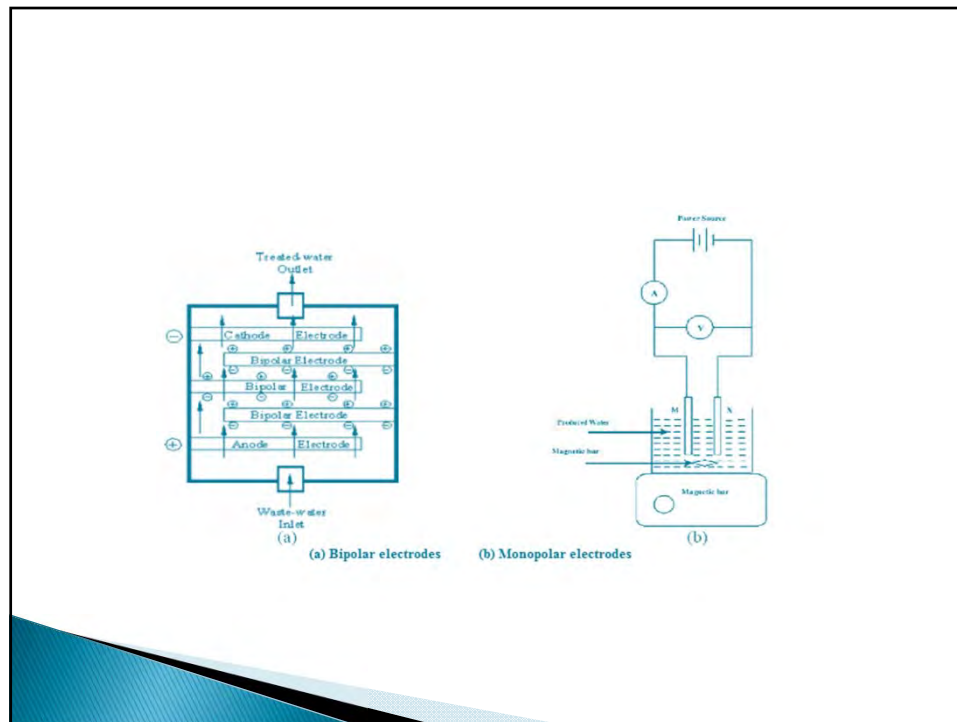 Treated-water
Outlet
Cathode Electrode
Bipolar Electrode
Bipolar Electrode
Bipolar Electrode
Anode Electrode
Waste-water
Inlet
(a)
Power Source
A
V
M X
Produced Water
Magnetic bar
Magnetic bar
(b)
(a) Bipolar electrodes (b) Monopolar electrodes